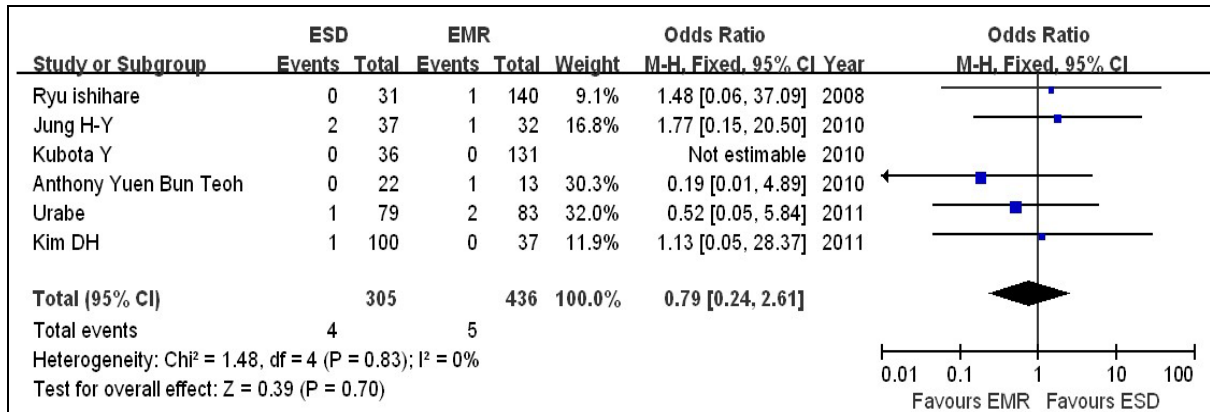 ESD EMR Odds Ratio Odds Ratio
Study or Subgroup Events Total Events Total Weight M-H, Fixed, 95% CI Year M-H, Fixed, 95% CI
Ryu ishihare 0 31 1 140 9.1% 1.48 [0.06, 37.09] 2008
Jung H-Y 2 37 1 32 16.8% 1.77 [0.15, 20.50] 2010
Kubota Y 0 36 0 131 Not estimable 2010
Anthony Yuen Bun Teoh 0 22 1 13 30.3% 0.19 [0.01, 4.89] 2010
Urabe 1 79 2 83 32.0% 0.52 [0.05, 5.84] 2011
Kim DH 1 100 0 37 11.9% 1.13 [0.05, 28.37] 2011
Total (95% CI) 305 436 100.0% 0.79 [0.24, 2.61]
Total events 4 5
Heterogeneity: Chi² = 1.48, df = 4 (P = 0.83); I² = 0%
Test for overall effect: Z = 0.39 (P = 0.70)
0.01 0.1 1 10 100
Favours EMR Favours ESD